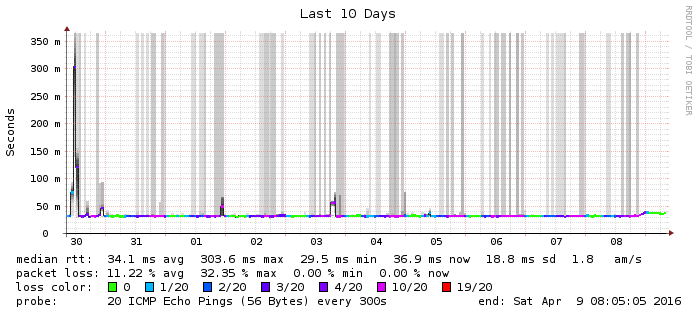 Last 10 Days
RRDTOOL / TOBI OETIKER
Seconds
350 m
300 m
250 m
200 m
150 m
100 m
50 m
0
30 31 01 02 03 04 05 06 07 08
median rtt: 34.1 ms avg 303.6 ms max 29.5 ms min 36.9 ms now 18.8 ms sd 1.8 am/s
packet loss: 11.22 % avg 32.35 % max 0.00 % min 0.00 % now
loss color: 0 1/20 2/20 3/20 4/20 10/20 19/20
probe: 20 ICMP Echo Pings (56 Bytes) every 300s end: Sat Apr 9 08:05:05 2016